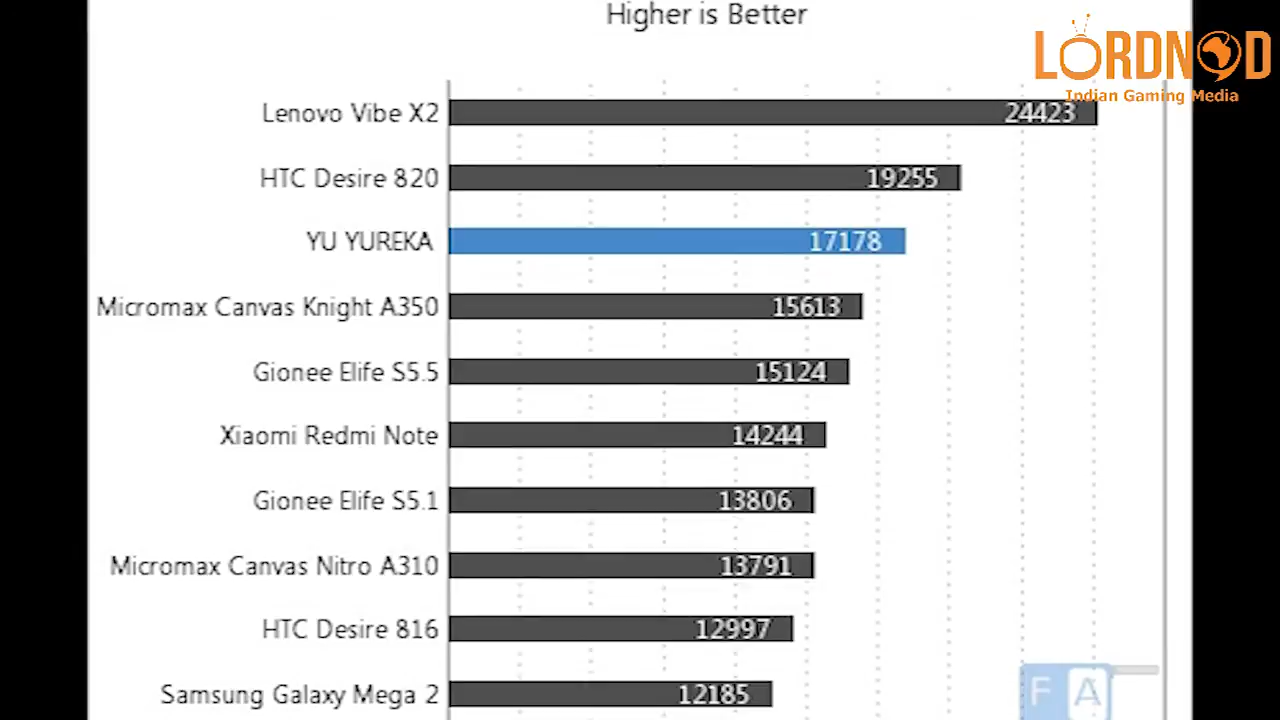 Higher is Better
LORDNOD
Indian Gaming Media
Lenovo Vibe X2 24423
HTC Desire 820 19255
YU YUREKA 17178
Micromax Canvas Knight A350 15613
Gionee Elife S5.5 15124
Xiaomi Redmi Note 14244
Gionee Elife S5.1 13806
Micromax Canvas Nitro A310 13791
HTC Desire 816 12997
Samsung Galaxy Mega 2 12185
F A